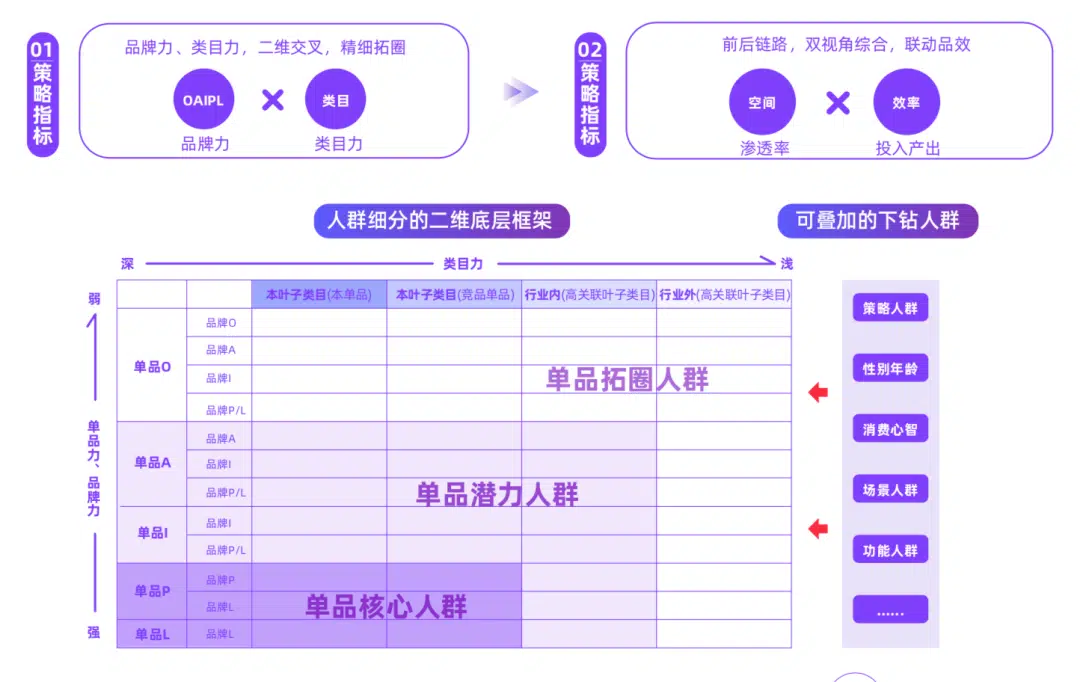 01
策略指标
品牌力、类目力，二维交叉，精细拓圈
OAIPL
类目
品牌力
类目力
02
策略指标
前后链路，双视角综合，联动品效
空间
效率
渗透率
投入产出
人群细分的二维底层框架
可叠加的下钻人群
深
类目力
浅
弱
单品力、品牌力
强
本叶子类目(本单品)
本叶子类目(竞品单品)
行业内(高关联叶子类目)
行业外(高关联叶子类目)
单品O
品牌O
品牌A
品牌I
品牌P/L
单品A
品牌A
品牌I
品牌P/L
单品I
品牌I
品牌P/L
单品P
品牌P
品牌L
单品L
品牌L
单品拓圈人群
单品潜力人群
单品核心人群
策略人群
性别年龄
消费心智
场景人群
功能人群
......